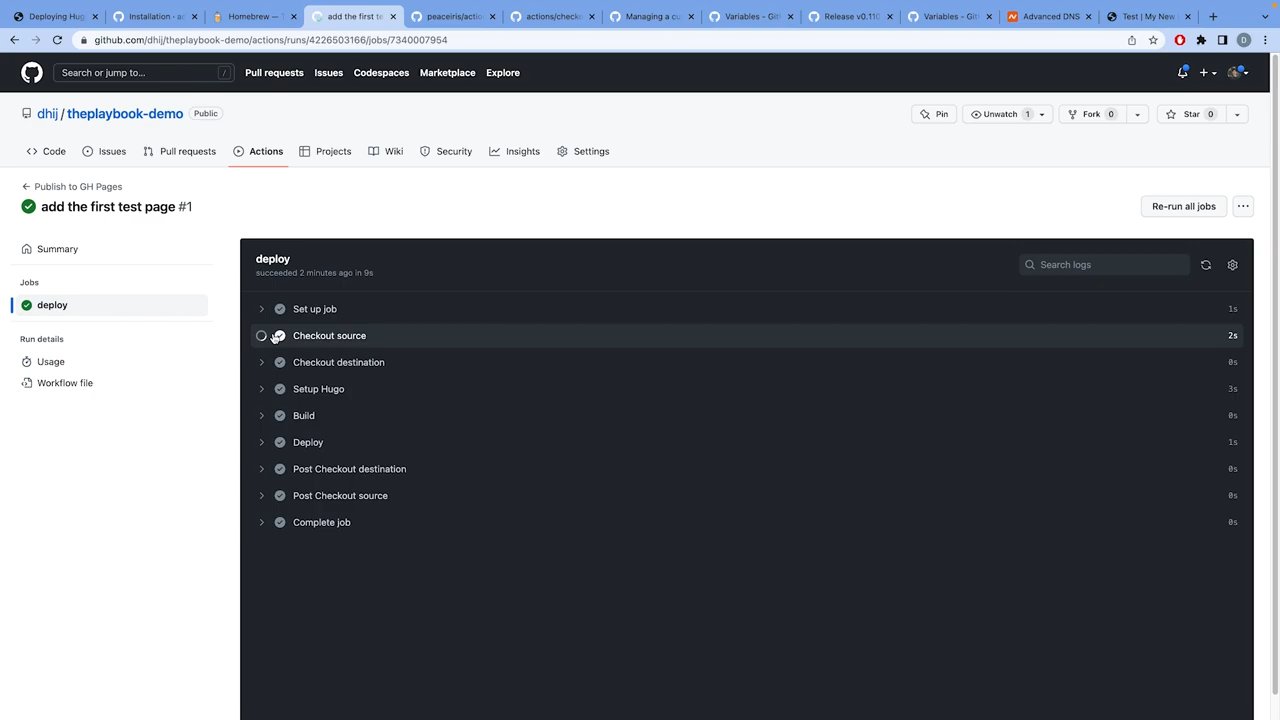 Deploying Hug
Installation - a
Homebrew — T
add the first te
peaceiris/actio
actions/checko
Managing a cu
Variables - Git
Release v0.110
Variables - Git
Advanced DNS
Test | My New
github.com/dhij/theplaybook-demo/actions/runs/4226503166/jobs/7340007954
D
Search or jump to...
/
Pull requests
Issues
Codespaces
Marketplace
Explore
dhij / theplaybook-demo
Public
Pin
Unwatch 1
Fork 0
Star 0
Code
Issues
Pull requests
Actions
Projects
Wiki
Security
Insights
Settings
Publish to GH Pages
add the first test page #1
Re-run all jobs
Summary
Jobs
deploy
Run details
Usage
Workflow file
deploy
succeeded 2 minutes ago in 9s
Search logs
Set up job 1s
Checkout source 2s
Checkout destination 0s
Setup Hugo 3s
Build 0s
Deploy 1s
Post Checkout destination 0s
Post Checkout source 0s
Complete job 0s